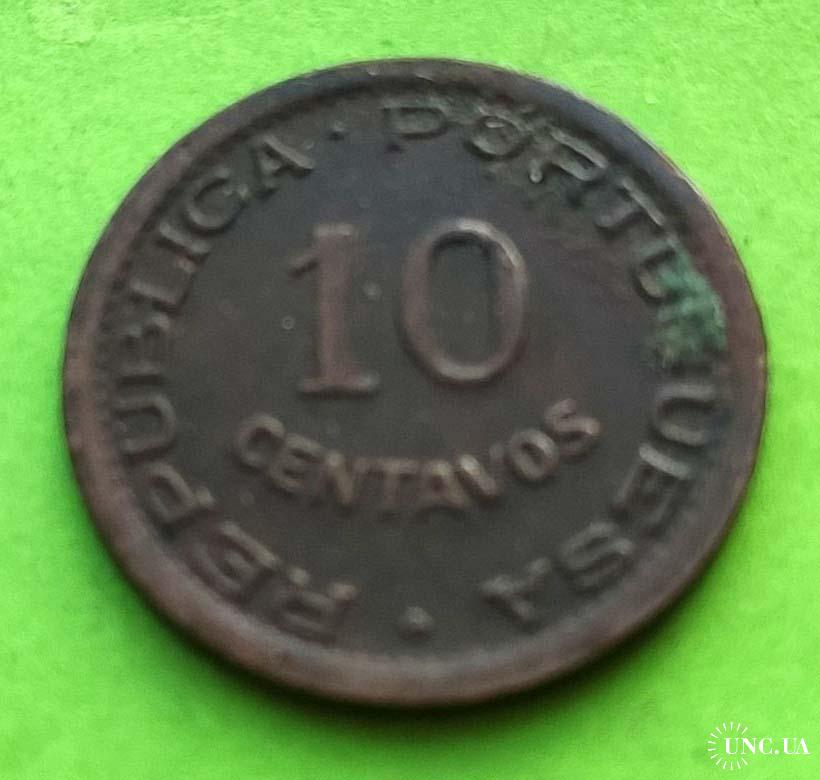 REPUBLICA · PORTUGUESA ·
10
CENTAVOS
UNC.UA